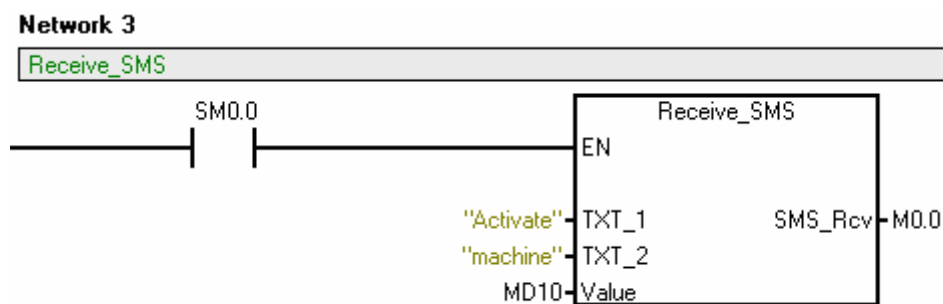 Network 3
Receive_SMS
SM0.0
Receive_SMS
EN
"Activate" TXT_1 SMS_Rcv M0.0
"machine" TXT_2
MD10 Value